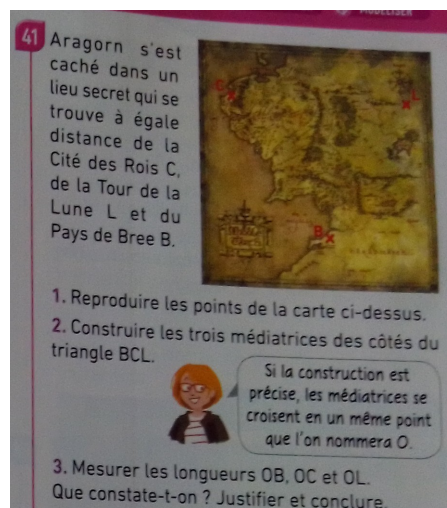 MODÉLISER
41 Aragorn s'est
caché dans un
lieu secret qui se
trouve à égale
distance de la
Cité des Rois C,
de la Tour de la
Lune L et du
Pays de Bree B.
C
L
B
1. Reproduire les points de la carte ci-dessus.
2. Construire les trois médiatrices des côtés du
triangle BCL.
Si la construction est
précise, les médiatrices se
croisent en un même point
que l'on nommera O.
3. Mesurer les longueurs OB, OC et OL.
Que constate-t-on ? Justifier et conclure.